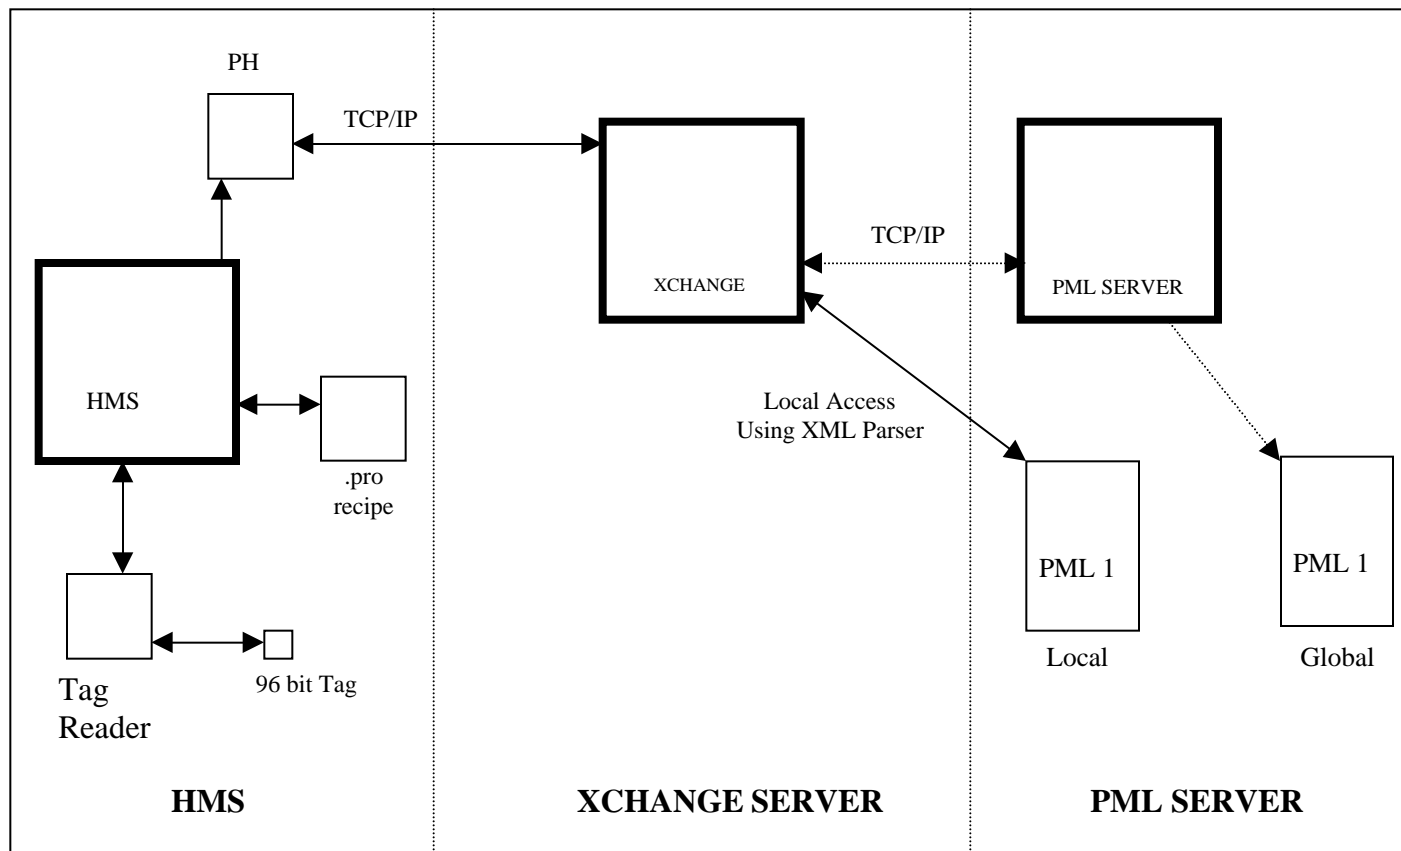 PH
TCP/IP
TCP/IP
XCHANGE
PML SERVER
HMS
Local Access
Using XML Parser
.pro
recipe
PML 1
PML 1
Local
Global
Tag
Reader
96 bit Tag
HMS
XCHANGE SERVER
PML SERVER